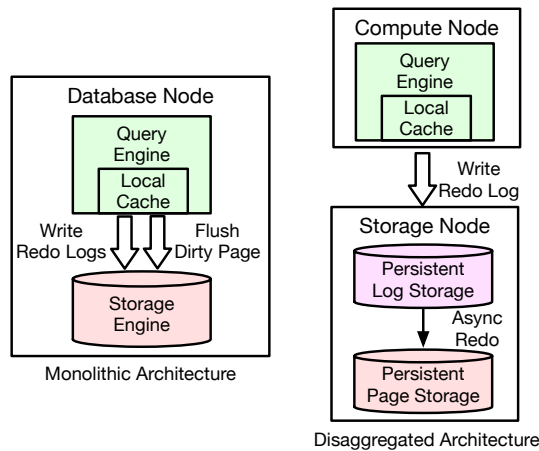 Database Node
Query
Engine
Local
Cache
Write
Redo Logs
Flush
Dirty Page
Storage
Engine
Monolithic Architecture
Compute Node
Query
Engine
Local
Cache
Write
Redo Log
Storage Node
Persistent
Log Storage
Async
Redo
Persistent
Page Storage
Disaggregated Architecture